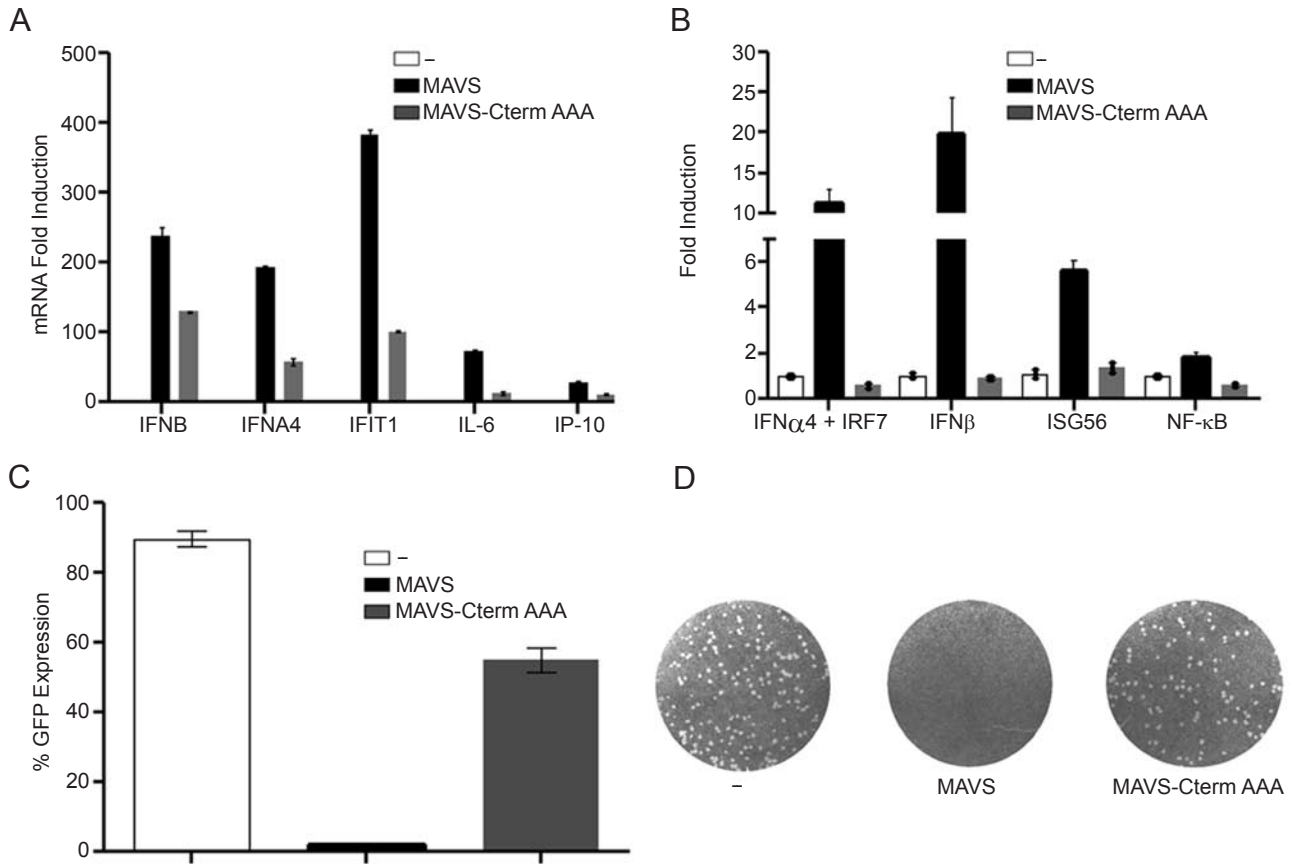 A
mRNA Fold Induction
500
400
300
200
100
0
–
MAVS
MAVS-Cterm AAA
IFNB IFNA4 IFIT1 IL-6 IP-10
B
Fold Induction
30
25
20
15
10
6
4
2
0
–
MAVS
MAVS-Cterm AAA
IFNα4 + IRF7 IFNβ ISG56 NF-κB
C
% GFP Expression
100
80
60
40
20
0
–
MAVS
MAVS-Cterm AAA
D
– MAVS MAVS-Cterm AAA